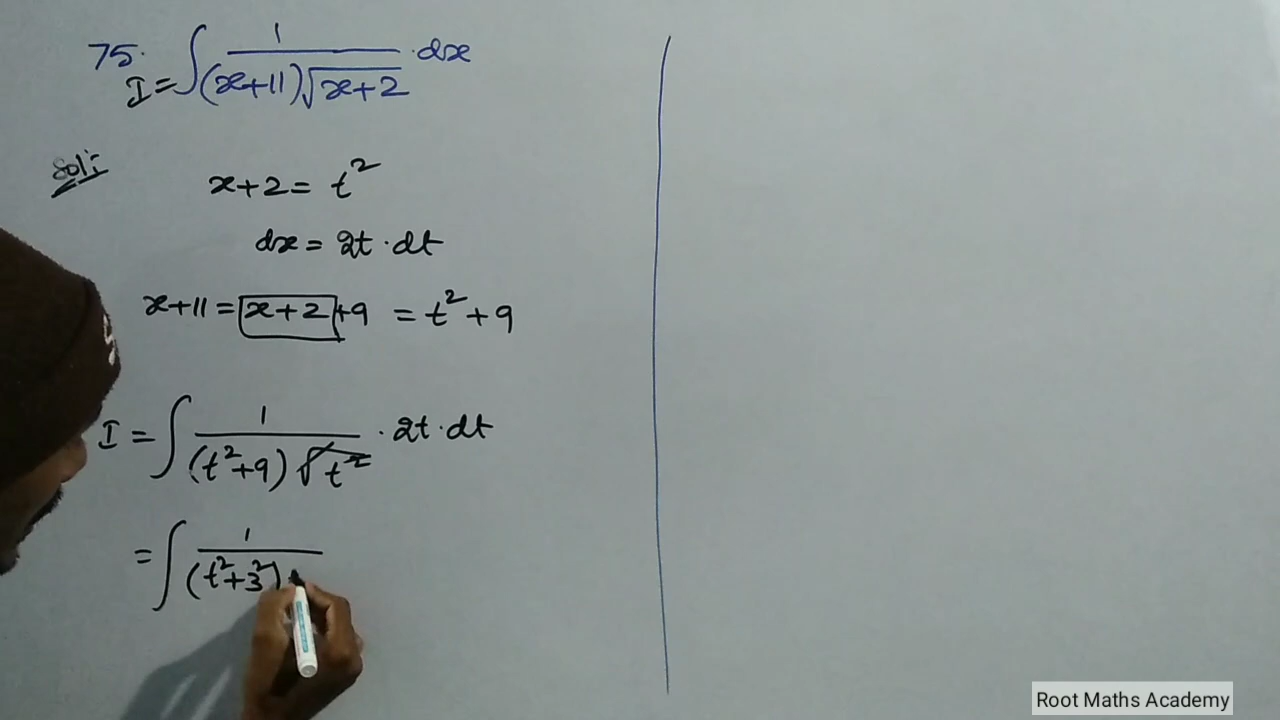 75.
I = ∫ 1/((x+11)√(x+2)) · dx
Sol:
x+2 = t²
dx = 2t · dt
x+11 = x+2 +9 = t² + 9
I = ∫ 1/((t²+9)√t²) · 2t · dt
= ∫ 1/((t²+3²)
Root Maths Academy